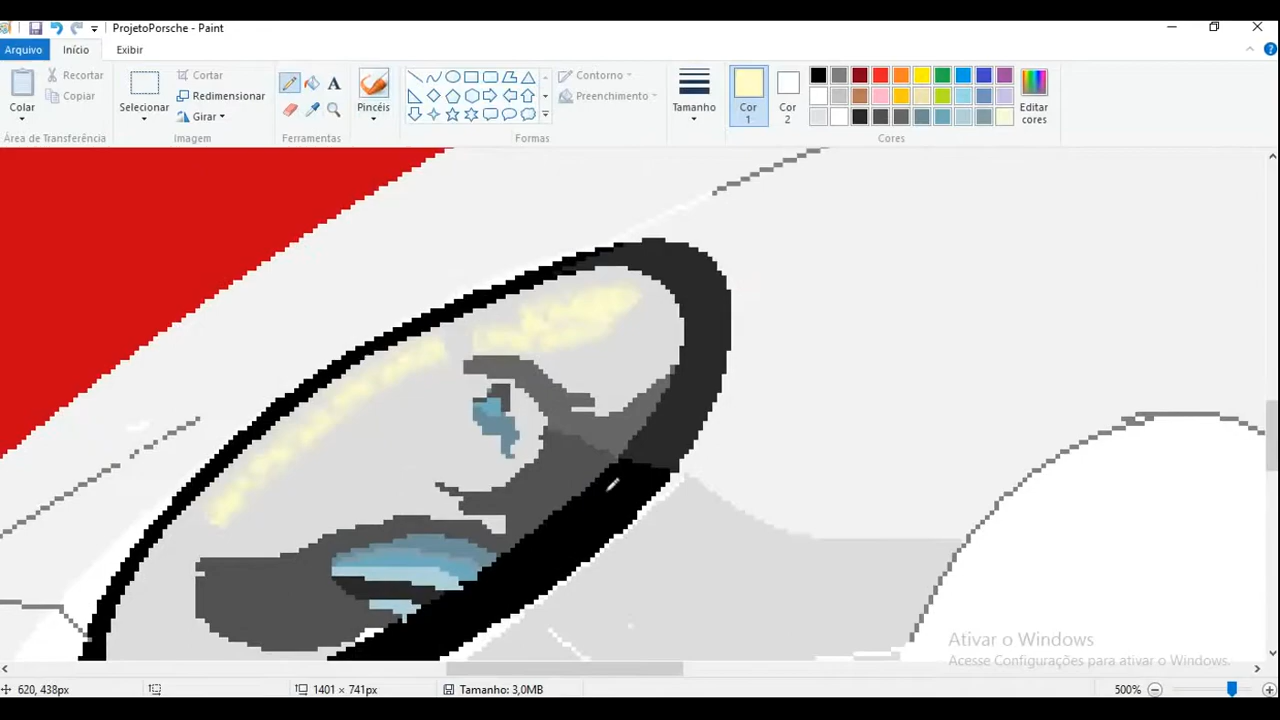 ProjetoPorsche - Paint
Arquivo Início Exibir
Colar
Recortar
Copiar
Área de Transferência
Selecionar
Cortar
Redimensionar
Girar
Imagem
A
Ferramentas
Pincéis
Contorno
Preenchimento
Formas
Tamanho
Cor
1
Cor
2
Editar
cores
Cores
Ativar o Windows
Acesse Configurações para ativar o Windows.
620, 438px
1401 × 741px
Tamanho: 3,0MB
500%